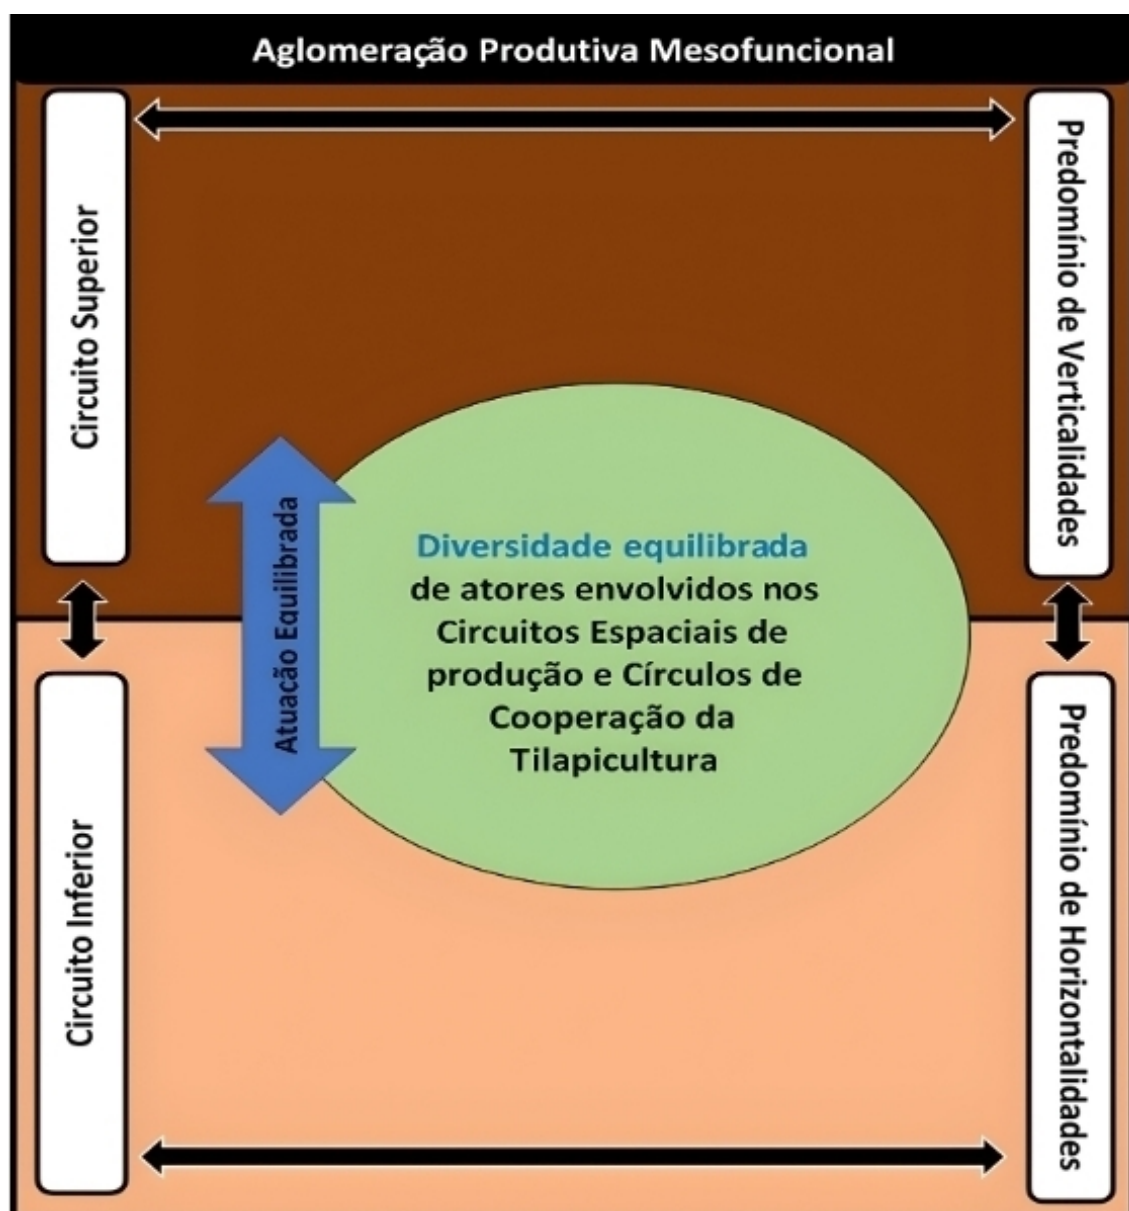 Aglomeração Produtiva Mesofuncional
Circuito Superior
Predomínio de Verticalidades
Atuação Equilibrada
Diversidade equilibrada
de atores envolvidos nos
Circuitos Espaciais de
produção e Círculos de
Cooperação da
Tilapicultura
Circuito Inferior
Predomínio de Horizontalidades